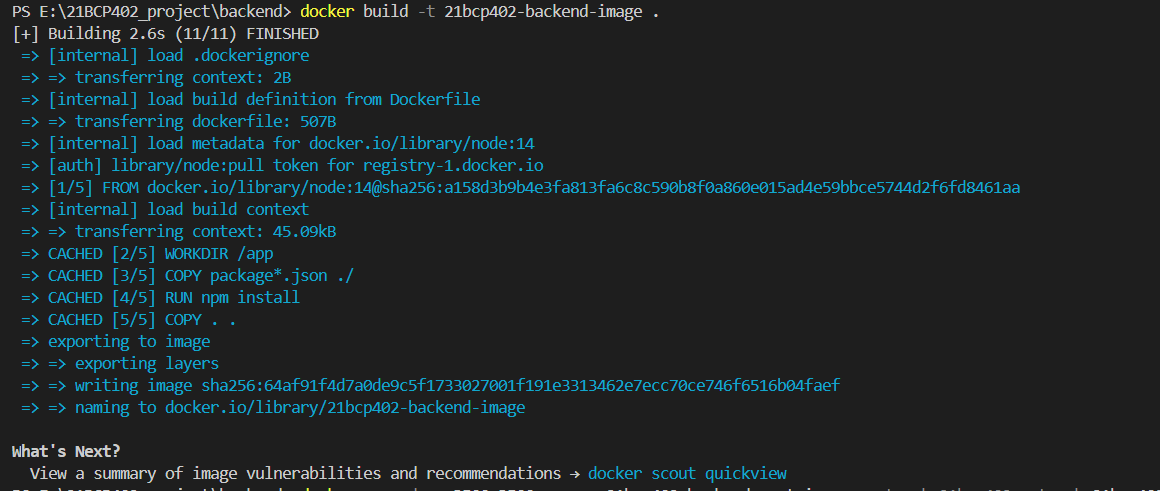 PS E:\21BCP402_project\backend> docker build -t 21bcp402-backend-image .
[+] Building 2.6s (11/11) FINISHED
=> [internal] load .dockerignore
=> => transferring context: 2B
=> [internal] load build definition from Dockerfile
=> => transferring dockerfile: 507B
=> [internal] load metadata for docker.io/library/node:14
=> [auth] library/node:pull token for registry-1.docker.io
=> [1/5] FROM docker.io/library/node:14@sha256:a158d3b9b4e3fa813fa6c8c590b8f0a860e015ad4e59bbce5744d2f6fd8461aa
=> [internal] load build context
=> => transferring context: 45.09kB
=> CACHED [2/5] WORKDIR /app
=> CACHED [3/5] COPY package*.json ./
=> CACHED [4/5] RUN npm install
=> CACHED [5/5] COPY . .
=> exporting to image
=> => exporting layers
=> => writing image sha256:64af91f4d7a0de9c5f1733027001f191e3313462e7ecc70ce746f6516b04faef
=> => naming to docker.io/library/21bcp402-backend-image
What's Next?
View a summary of image vulnerabilities and recommendations → docker scout quickview